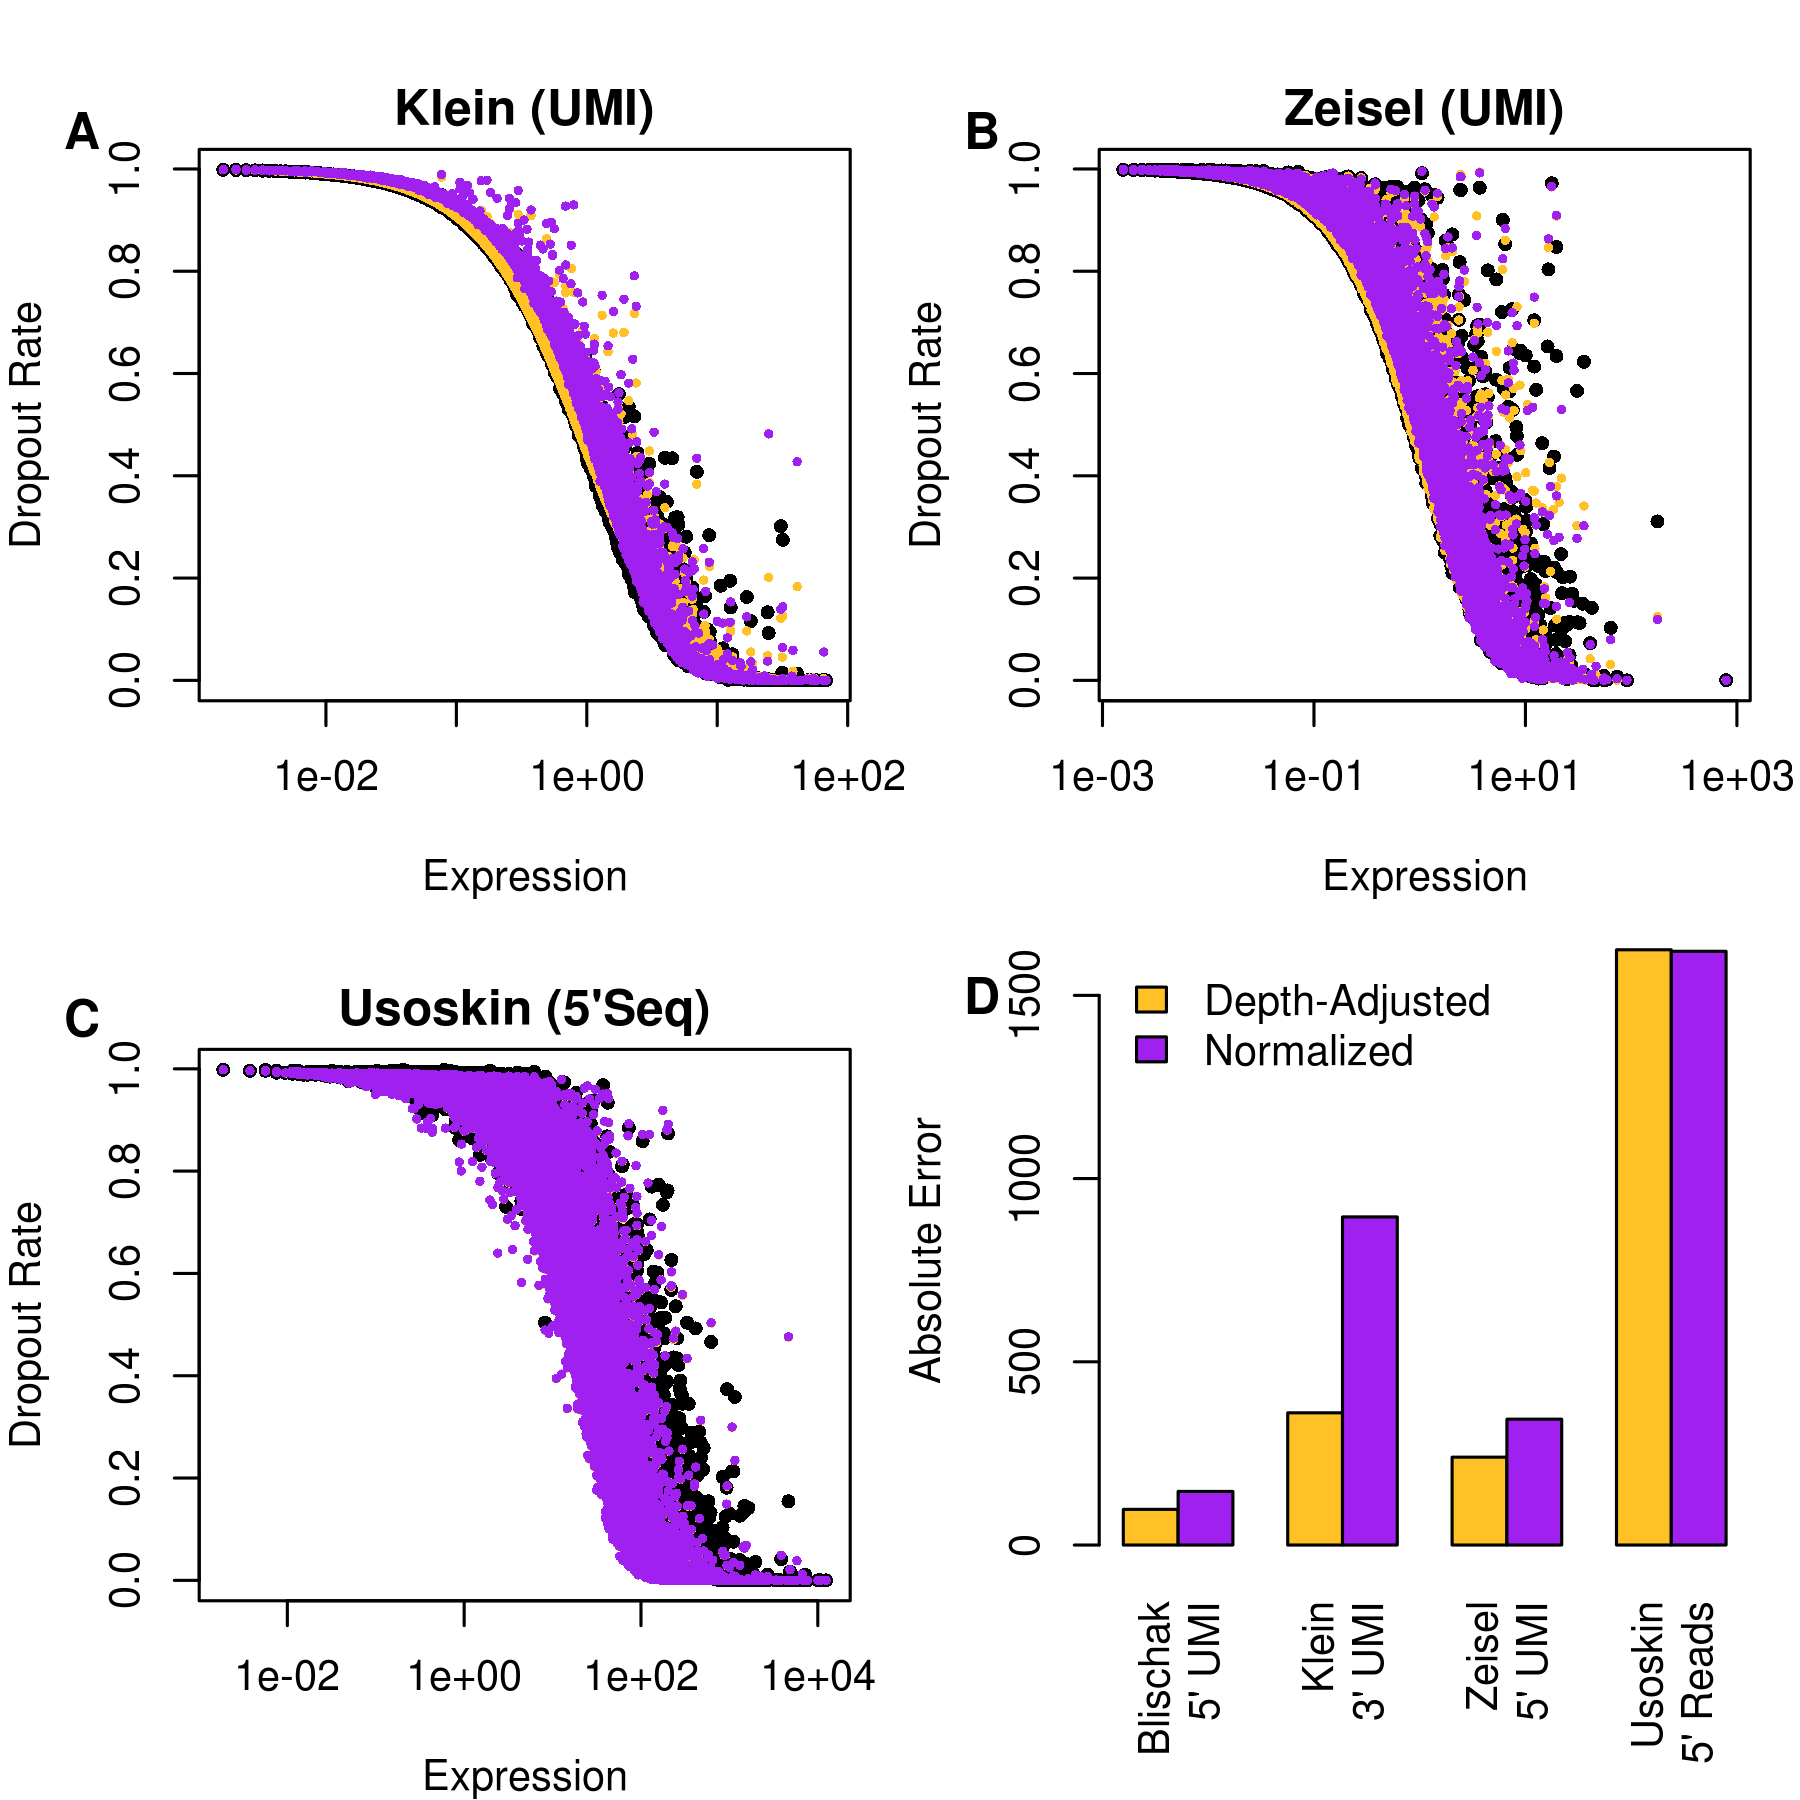 A
Klein (UMI)
Dropout Rate
1.0
0.8
0.6
0.4
0.2
0.0
1e-02
1e+00
1e+02
Expression
B
Zeisel (UMI)
Dropout Rate
1.0
0.8
0.6
0.4
0.2
0.0
1e-03
1e-01
1e+01
1e+03
Expression
C
Usoskin (5'Seq)
Dropout Rate
1.0
0.8
0.6
0.4
0.2
0.0
1e-02
1e+00
1e+02
1e+04
Expression
D
Depth-Adjusted
Normalized
Absolute Error
1500
1000
500
0
Blischak
5' UMI
Klein
3' UMI
Zeisel
5' UMI
Usoskin
5' Reads